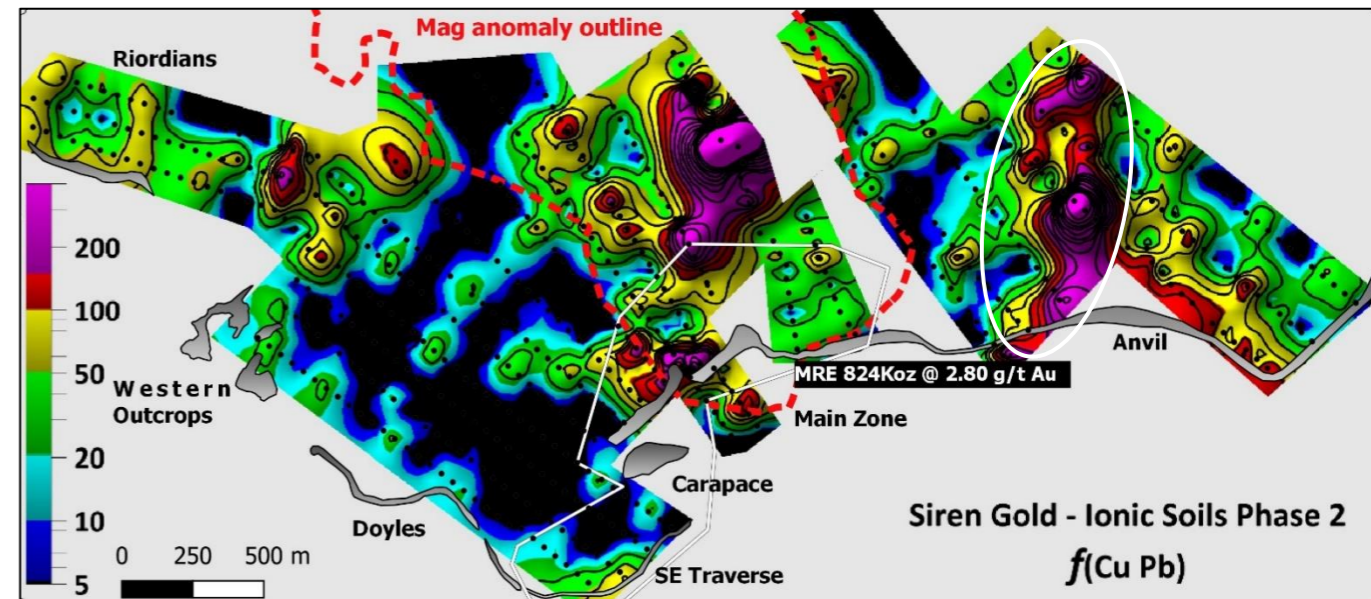 Mag anomaly outline
Riordians
200
100
50
20
10
5
Western
Outcrops
MRE 824Koz @ 2.80 g/t Au
Anvil
Main Zone
Carapace
Doyles
SE Traverse
0 250 500 m
Siren Gold - Ionic Soils Phase 2
f(Cu Pb)